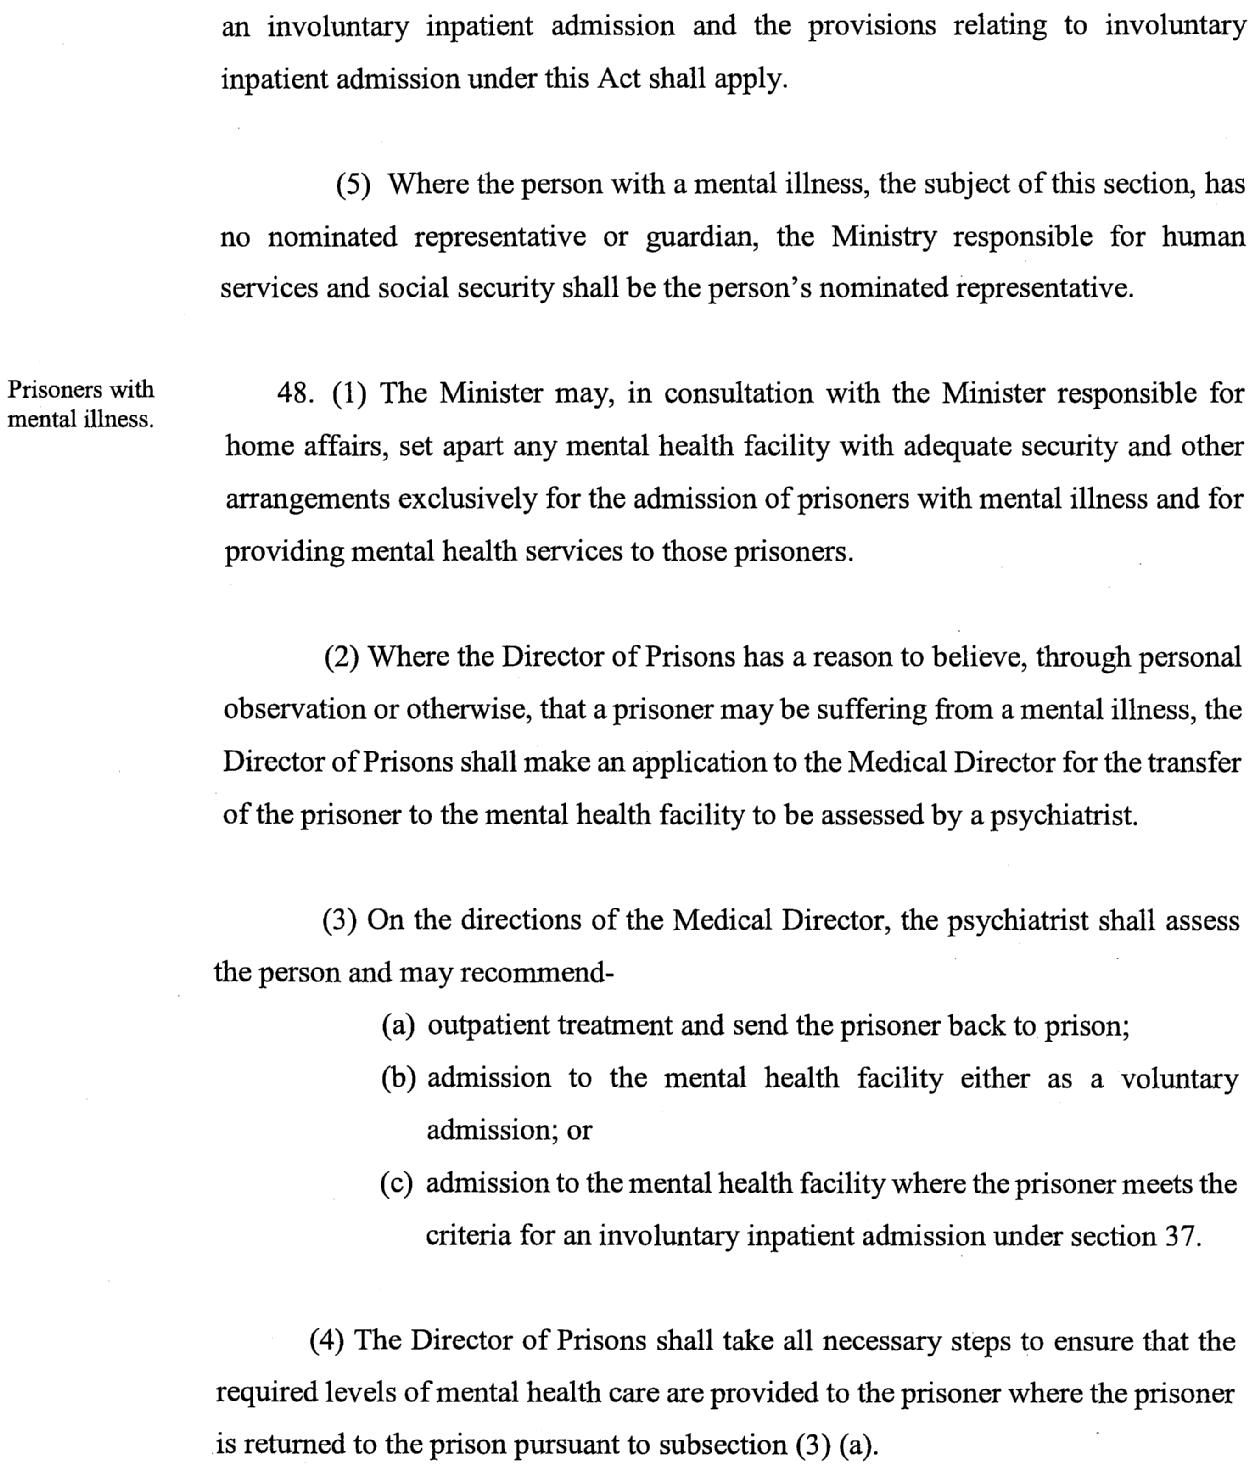 an involuntary inpatient admission and the provisions relating to involuntary
inpatient admission under this Act shall apply.
(5) Where the person with a mental illness, the subject of this section, has
no nominated representative or guardian, the Ministry responsible for human
services and social security shall be the person's nominated representative.
Prisoners with
mental illness.
48. (1) The Minister may, in consultation with the Minister responsible for
home affairs, set apart any mental health facility with adequate security and other
arrangements exclusively for the admission of prisoners with mental illness and for
providing mental health services to those prisoners.
(2) Where the Director of Prisons has a reason to believe, through personal
observation or otherwise, that a prisoner may be suffering from a mental illness, the
Director of Prisons shall make an application to the Medical Director for the transfer
of the prisoner to the mental health facility to be assessed by a psychiatrist.
(3) On the directions of the Medical Director, the psychiatrist shall assess
the person and may recommend-
(a) outpatient treatment and send the prisoner back to prison;
(b) admission to the mental health facility either as a voluntary
admission; or
(c) admission to the mental health facility where the prisoner meets the
criteria for an involuntary inpatient admission under section 37.
(4) The Director of Prisons shall take all necessary steps to ensure that the
required levels of mental health care are provided to the prisoner where the prisoner
is returned to the prison pursuant to subsection (3) (a).